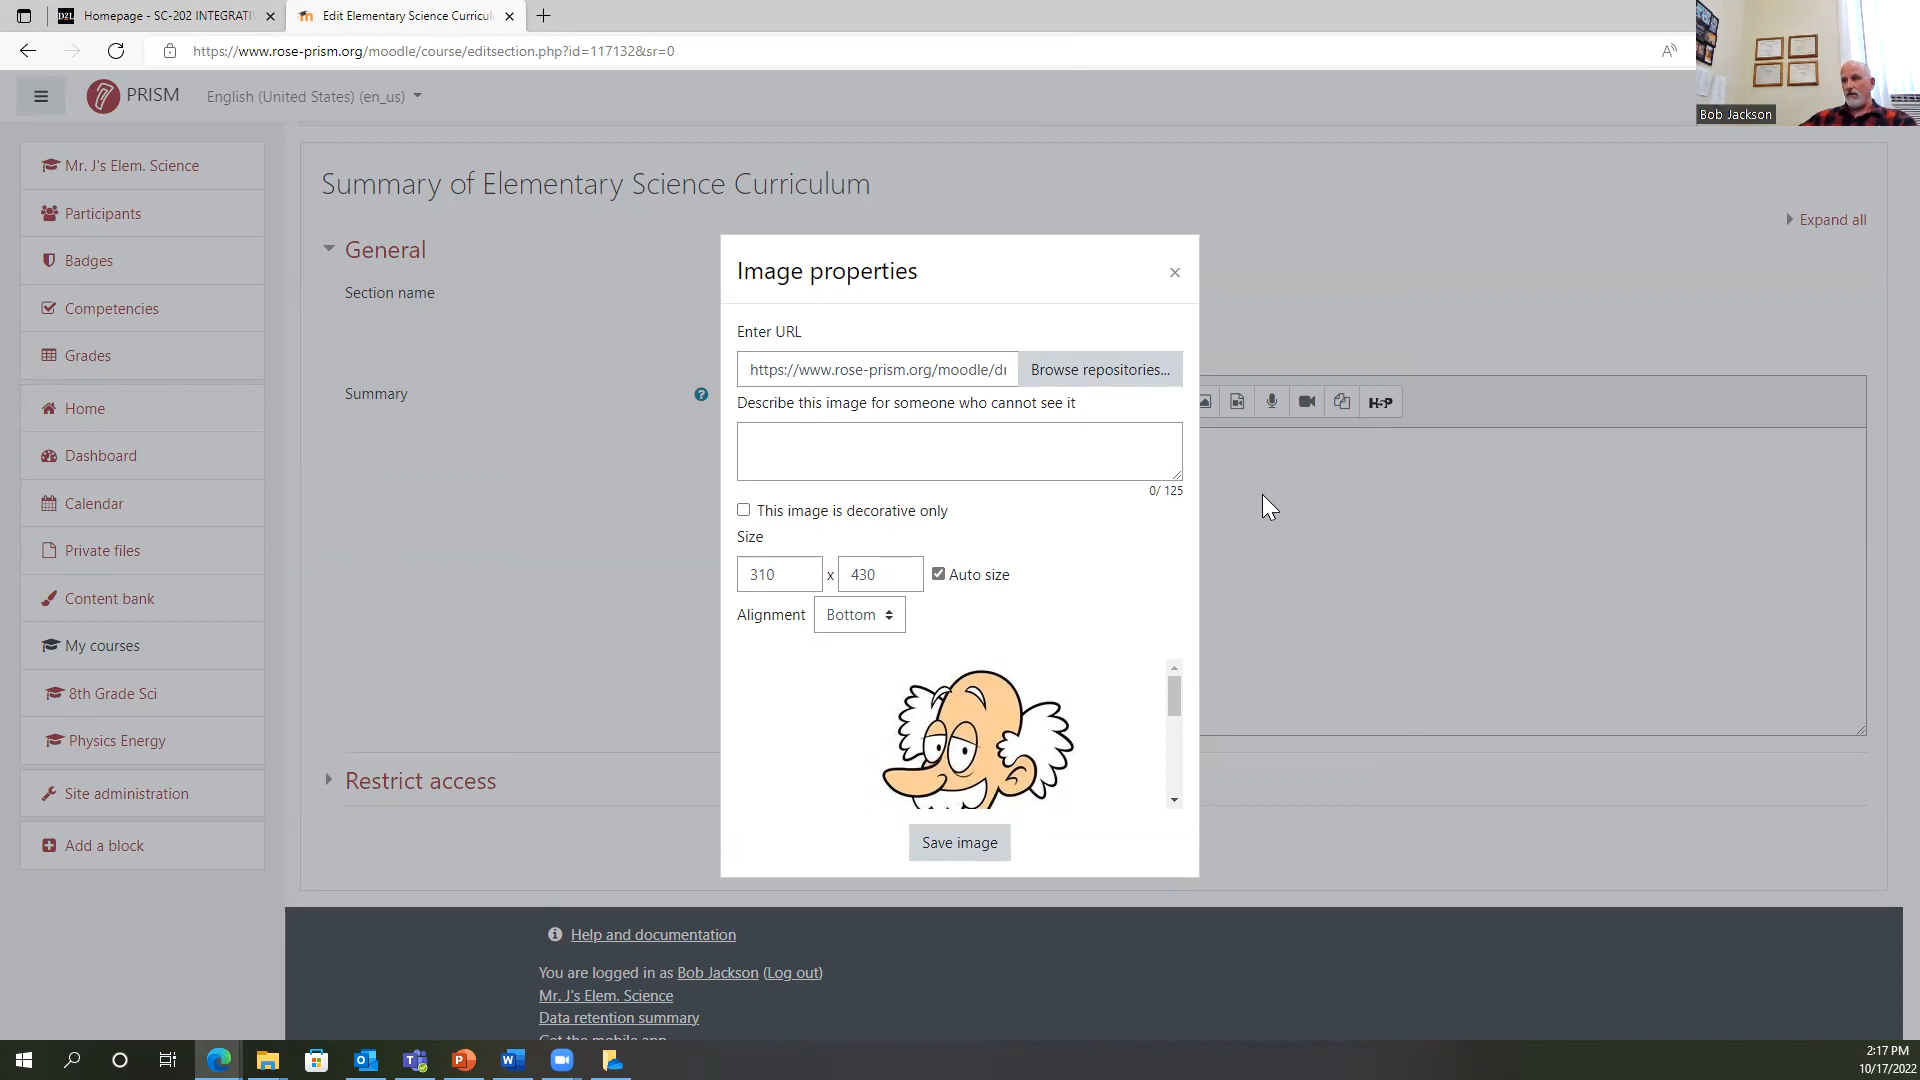 Homepage - SC-202 INTEGRATI
Edit Elementary Science Curricul
https://www.rose-prism.org/moodle/course/editsection.php?id=117132&sr=0
PRISM
English (United States) (en_us)
Bob Jackson
Mr. J's Elem. Science
Participants
Badges
Competencies
Grades
Home
Dashboard
Calendar
Private files
Content bank
My courses
8th Grade Sci
Physics Energy
Site administration
Add a block
Summary of Elementary Science Curriculum
Expand all
General
Section name
Summary
H-P
Restrict access
Image properties
×
Enter URL
https://www.rose-prism.org/moodle/dr
Browse repositories...
Describe this image for someone who cannot see it
0/ 125
This image is decorative only
Size
310 x 430 Auto size
Alignment Bottom
Save image
Help and documentation
You are logged in as Bob Jackson (Log out)
Mr. J's Elem. Science
Data retention summary
Get the mobile app
2:17 PM
10/17/2022